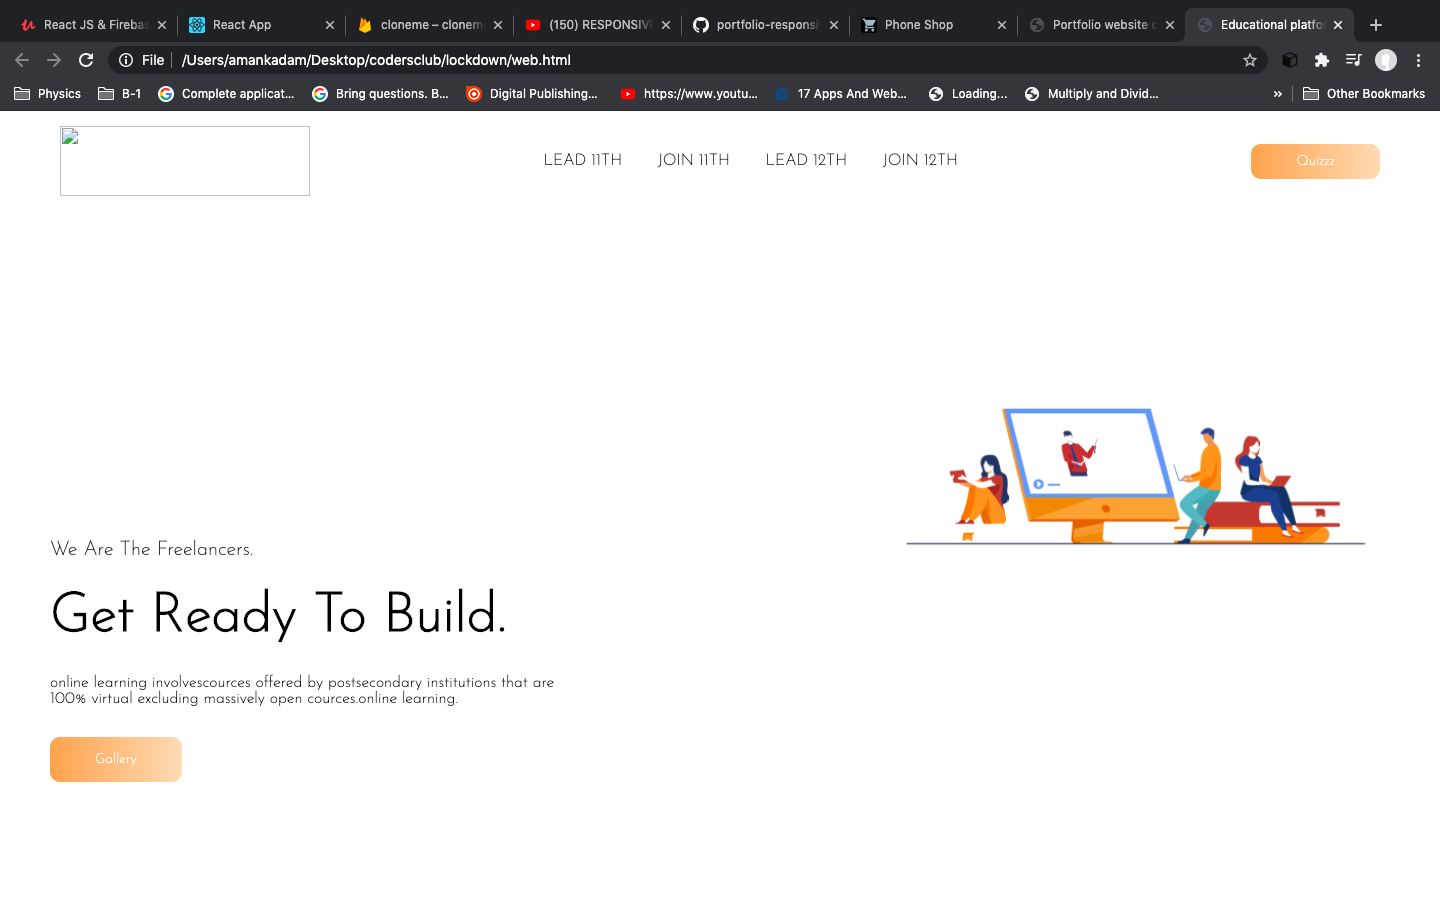 React JS & Firebas
React App
cloneme – cloneme
(150) RESPONSIVE
portfolio-responsi
Phone Shop
Portfolio website c
Educational platfo
File
/Users/amankadam/Desktop/codersclub/lockdown/web.html
Physics
B-1
Complete applicat...
Bring questions. B...
Digital Publishing...
https://www.youtu...
17 Apps And Web...
Loading...
Multiply and Divid...
»
Other Bookmarks
LEAD 11TH
JOIN 11TH
LEAD 12TH
JOIN 12TH
Quizzz
We Are The Freelancers.
Get Ready To Build.
online learning involvescources offered by postsecondary institutions that are
100% virtual excluding massively open cources.online learning.
Gallery